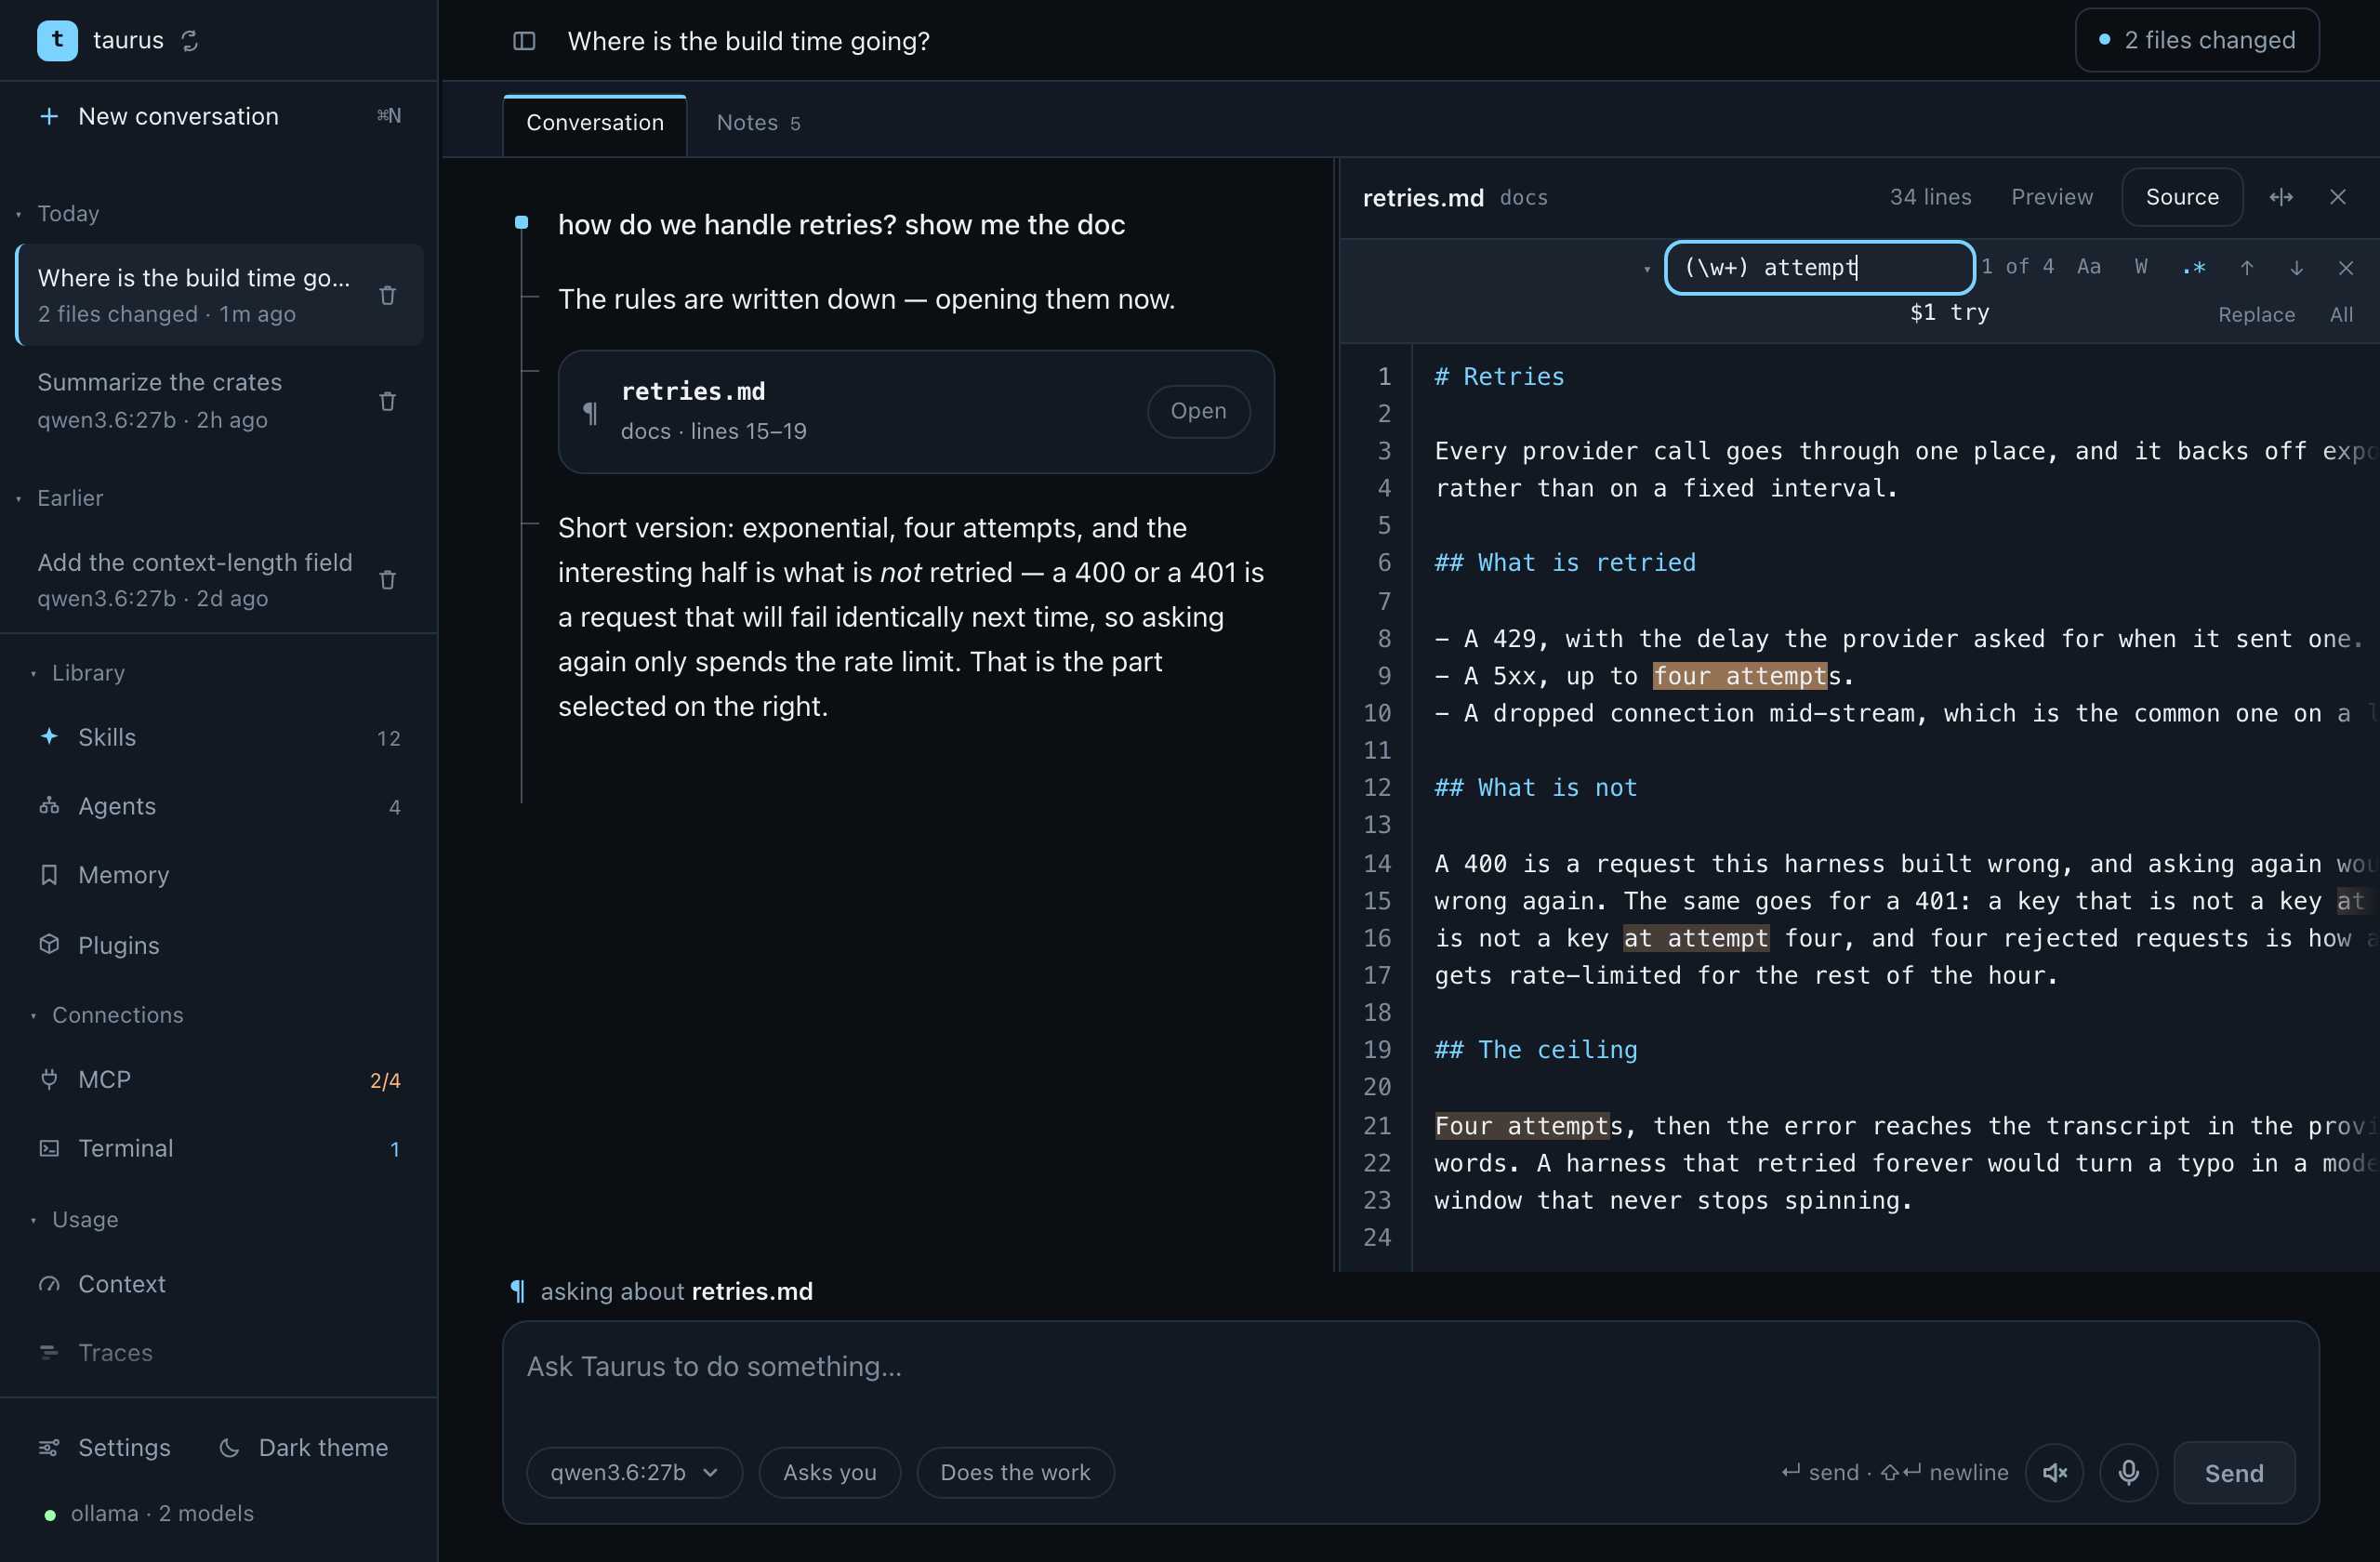 t taurus
New conversation ⌘N
Today
Where is the build time go...
2 files changed · 1m ago
Summarize the crates
qwen3.6:27b · 2h ago
Earlier
Add the context-length field
qwen3.6:27b · 2d ago
Library
Skills 12
Agents 4
Memory
Plugins
Connections
MCP 2/4
Terminal 1
Usage
Context
Traces
Settings Dark theme
ollama · 2 models
Where is the build time going?
2 files changed
Conversation Notes 5
how do we handle retries? show me the doc
The rules are written down — opening them now.
¶ retries.md
docs · lines 15–19
Open
Short version: exponential, four attempts, and the
interesting half is what is not retried — a 400 or a 401 is
a request that will fail identically next time, so asking
again only spends the rate limit. That is the part
selected on the right.
retries.md docs 34 lines Preview Source
(\w+) attempt 1 of 4 Aa W .*
$1 try Replace All
1 # Retries
2
3 Every provider call goes through one place, and it backs off expo
4 rather than on a fixed interval.
5
6 ## What is retried
7
8 - A 429, with the delay the provider asked for when it sent one.
9 - A 5xx, up to four attempts.
10 - A dropped connection mid-stream, which is the common one on a l
11
12 ## What is not
13
14 A 400 is a request this harness built wrong, and asking again wou
15 wrong again. The same goes for a 401: a key that is not a key at
16 is not a key at attempt four, and four rejected requests is how a
17 gets rate-limited for the rest of the hour.
18
19 ## The ceiling
20
21 Four attempts, then the error reaches the transcript in the provi
22 words. A harness that retried forever would turn a typo in a mode
23 window that never stops spinning.
24
¶ asking about retries.md
Ask Taurus to do something...
qwen3.6:27b Asks you Does the work
↵ send · ⇧↵ newline Send